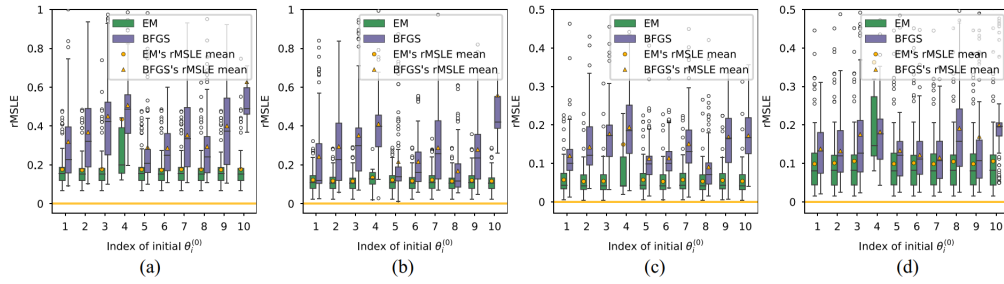 EM
BFGS
EM's rMSLE mean
BFGS's rMSLE mean
rMSLE
1
0.8
0.6
0.4
0.2
0
1 2 3 4 5 6 7 8 9 10
Index of initial θ_i^(0)
(a)
EM
BFGS
EM's rMSLE mean
BFGS's rMSLE mean
rMSLE
1
0.8
0.6
0.4
0.2
0
1 2 3 4 5 6 7 8 9 10
Index of initial θ_i^(0)
(b)
EM
BFGS
EM's rMSLE mean
BFGS's rMSLE mean
rMSLE
0.5
0.4
0.3
0.2
0.1
0
1 2 3 4 5 6 7 8 9 10
Index of initial θ_i^(0)
(c)
EM
BFGS
EM's rMSLE mean
BFGS's rMSLE mean
rMSLE
0.5
0.4
0.3
0.2
0.1
0
1 2 3 4 5 6 7 8 9 10
Index of initial θ_i^(0)
(d)